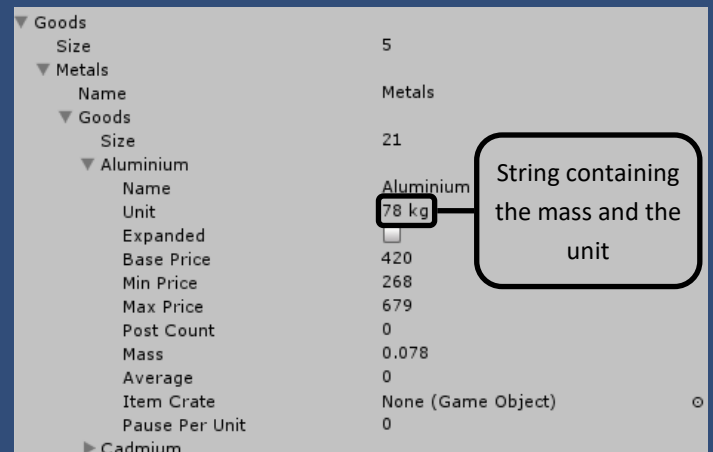 Goods
Size 5
Metals
Name Metals
Goods
Size 21
Aluminium
Name Aluminium
Unit 78 kg
Expanded
Base Price 420
Min Price 268
Max Price 679
Post Count 0
Mass 0.078
Average 0
Item Crate None (Game Object)
Pause Per Unit 0
Cadmium
String containing
the mass and the
unit